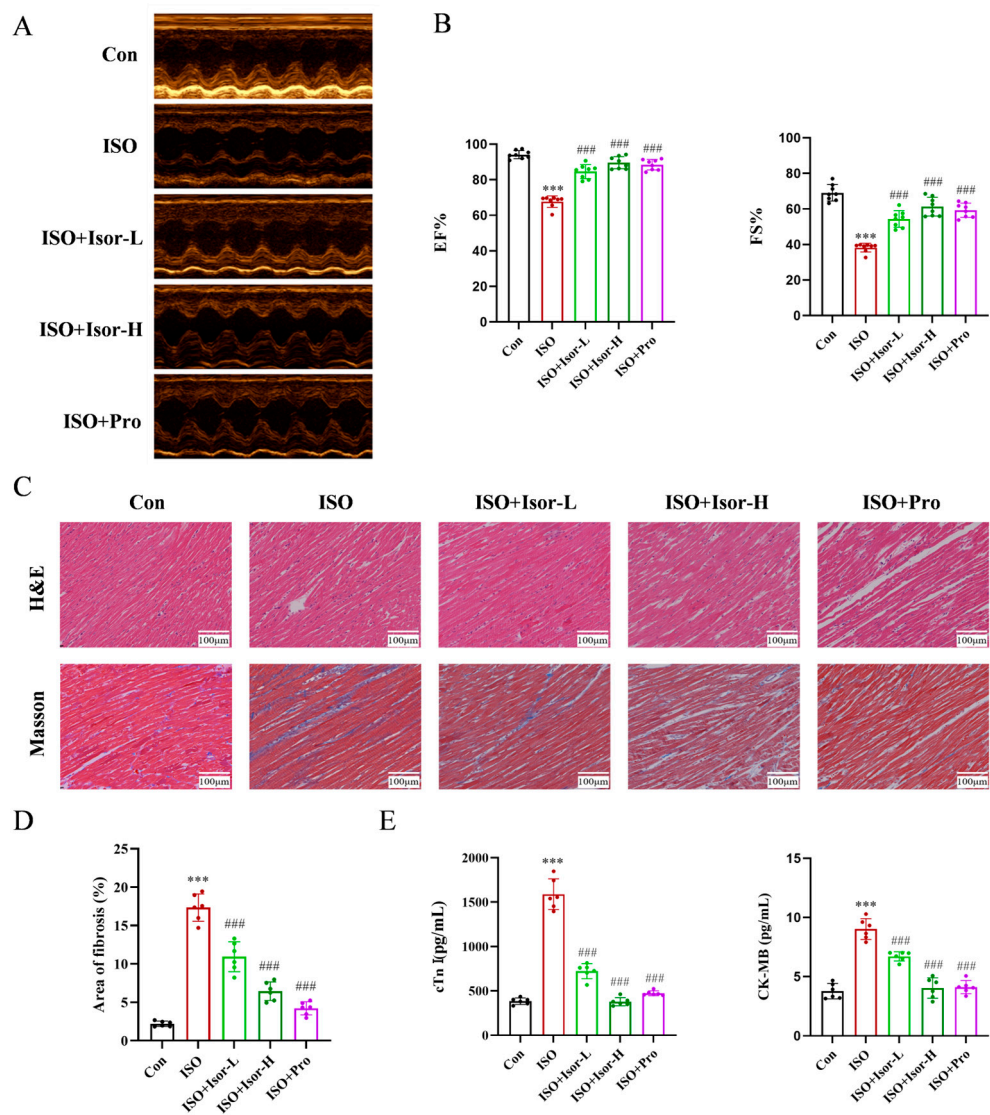 A
Con
ISO
ISO+Isor-L
ISO+Isor-H
ISO+Pro
B
EF%
100
80
60
40
20
0
***
###
###
###
Con
ISO
ISO+Isor-L
ISO+Isor-H
ISO+Pro
FS%
100
80
60
40
20
0
***
###
###
###
Con
ISO
ISO+Isor-L
ISO+Isor-H
ISO+Pro
C
Con
ISO
ISO+Isor-L
ISO+Isor-H
ISO+Pro
H&E
100μm
100μm
100μm
100μm
100μm
Masson
100μm
100μm
100μm
100μm
100μm
D
Area of fibrosis (%)
25
20
15
10
5
0
***
###
###
###
Con
ISO
ISO+Isor-L
ISO+Isor-H
ISO+Pro
E
cTn I(pg/mL)
2000
1500
1000
500
0
***
###
###
###
Con
ISO
ISO+Isor-L
ISO+Isor-H
ISO+Pro
CK-MB (pg/mL)
15
10
5
0
***
###
###
###
Con
ISO
ISO+Isor-L
ISO+Isor-H
ISO+Pro